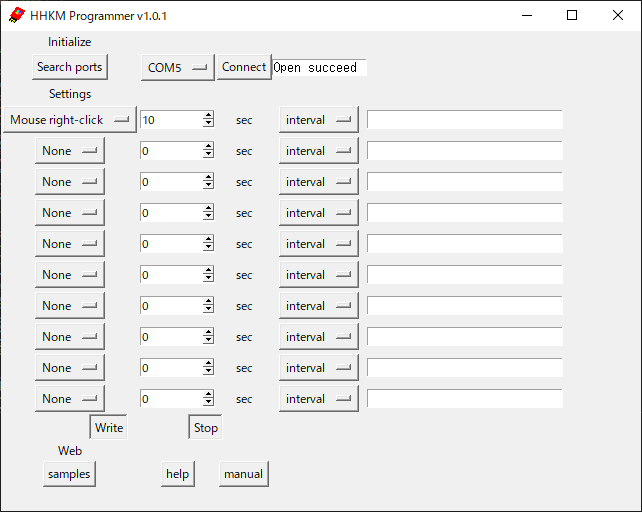 HHKM Programmer v1.0.1
Initialize
Search ports COM5 Connect Open succeed
Settings
Mouse right-click 10 sec interval
None 0 sec interval
None 0 sec interval
None 0 sec interval
None 0 sec interval
None 0 sec interval
None 0 sec interval
None 0 sec interval
None 0 sec interval
None 0 sec interval
Write Stop
Web
samples help manual